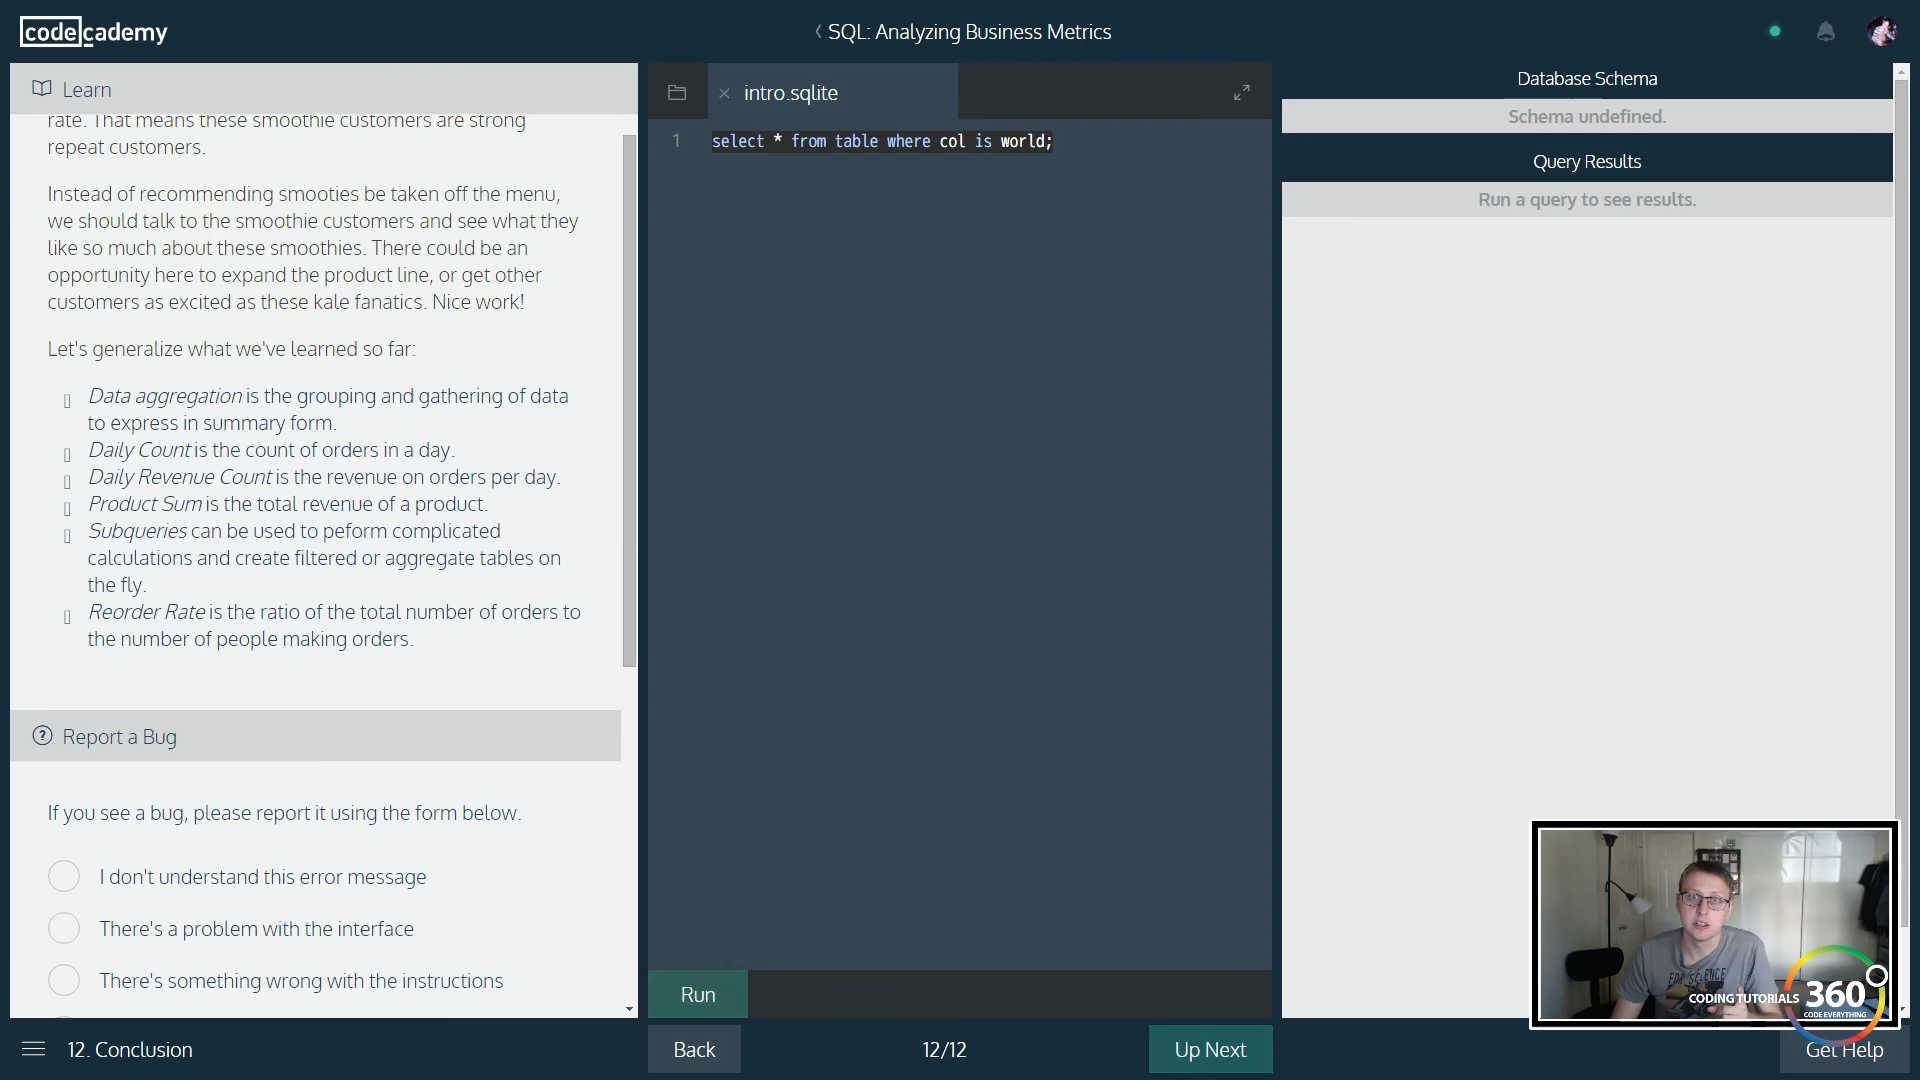 codecademy
SQL: Analyzing Business Metrics
Learn
rate. That means these smoothie customers are strong
repeat customers.
Instead of recommending smooties be taken off the menu,
we should talk to the smoothie customers and see what they
like so much about these smoothies. There could be an
opportunity here to expand the product line, or get other
customers as excited as these kale fanatics. Nice work!
Let's generalize what we've learned so far:
Data aggregation is the grouping and gathering of data
to express in summary form.
Daily Count is the count of orders in a day.
Daily Revenue Count is the revenue on orders per day.
Product Sum is the total revenue of a product.
Subqueries can be used to peform complicated
calculations and create filtered or aggregate tables on
the fly.
Reorder Rate is the ratio of the total number of orders to
the number of people making orders.
Report a Bug
If you see a bug, please report it using the form below.
I don't understand this error message
There's a problem with the interface
There's something wrong with the instructions
intro.sqlite
1 select * from table where col is world;
Run
Database Schema
Schema undefined.
Query Results
Run a query to see results.
FOR SCIENCE
CODING TUTORIALS 360
CODE EVERYTHING
12. Conclusion
Back
12/12
Up Next
Get Help